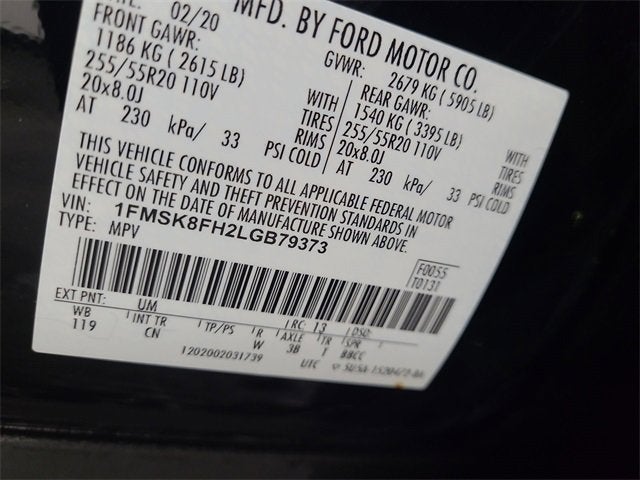 02/20 MFD. BY FORD MOTOR CO.
FRONT GAWR: GVWR: 2679 KG ( 5905 LB)
1186 KG ( 2615 LB) REAR GAWR:
255/55R20 110V WITH TIRES 1540 KG ( 3395 LB) WITH
20x8.0J RIMS 255/55R20 110V TIRES
AT 230 kPa/ 33 PSI COLD 20x8.0J RIMS
AT 230 kPa/ 33 PSI COLD
THIS VEHICLE CONFORMS TO ALL APPLICABLE FEDERAL MOTOR
VEHICLE SAFETY AND THEFT PREVENTION STANDARDS IN
EFFECT ON THE DATE OF MANUFACTURE SHOWN ABOVE.
VIN: 1FMSK8FH2LGB79373
TYPE: MPV
F0055
T0131
EXT PNT: UM RC: 13 DSO:
WB INT TR TP/PS R AXLE TR SPR
119 CN W 3B T BBCC
1202002031739 UTC